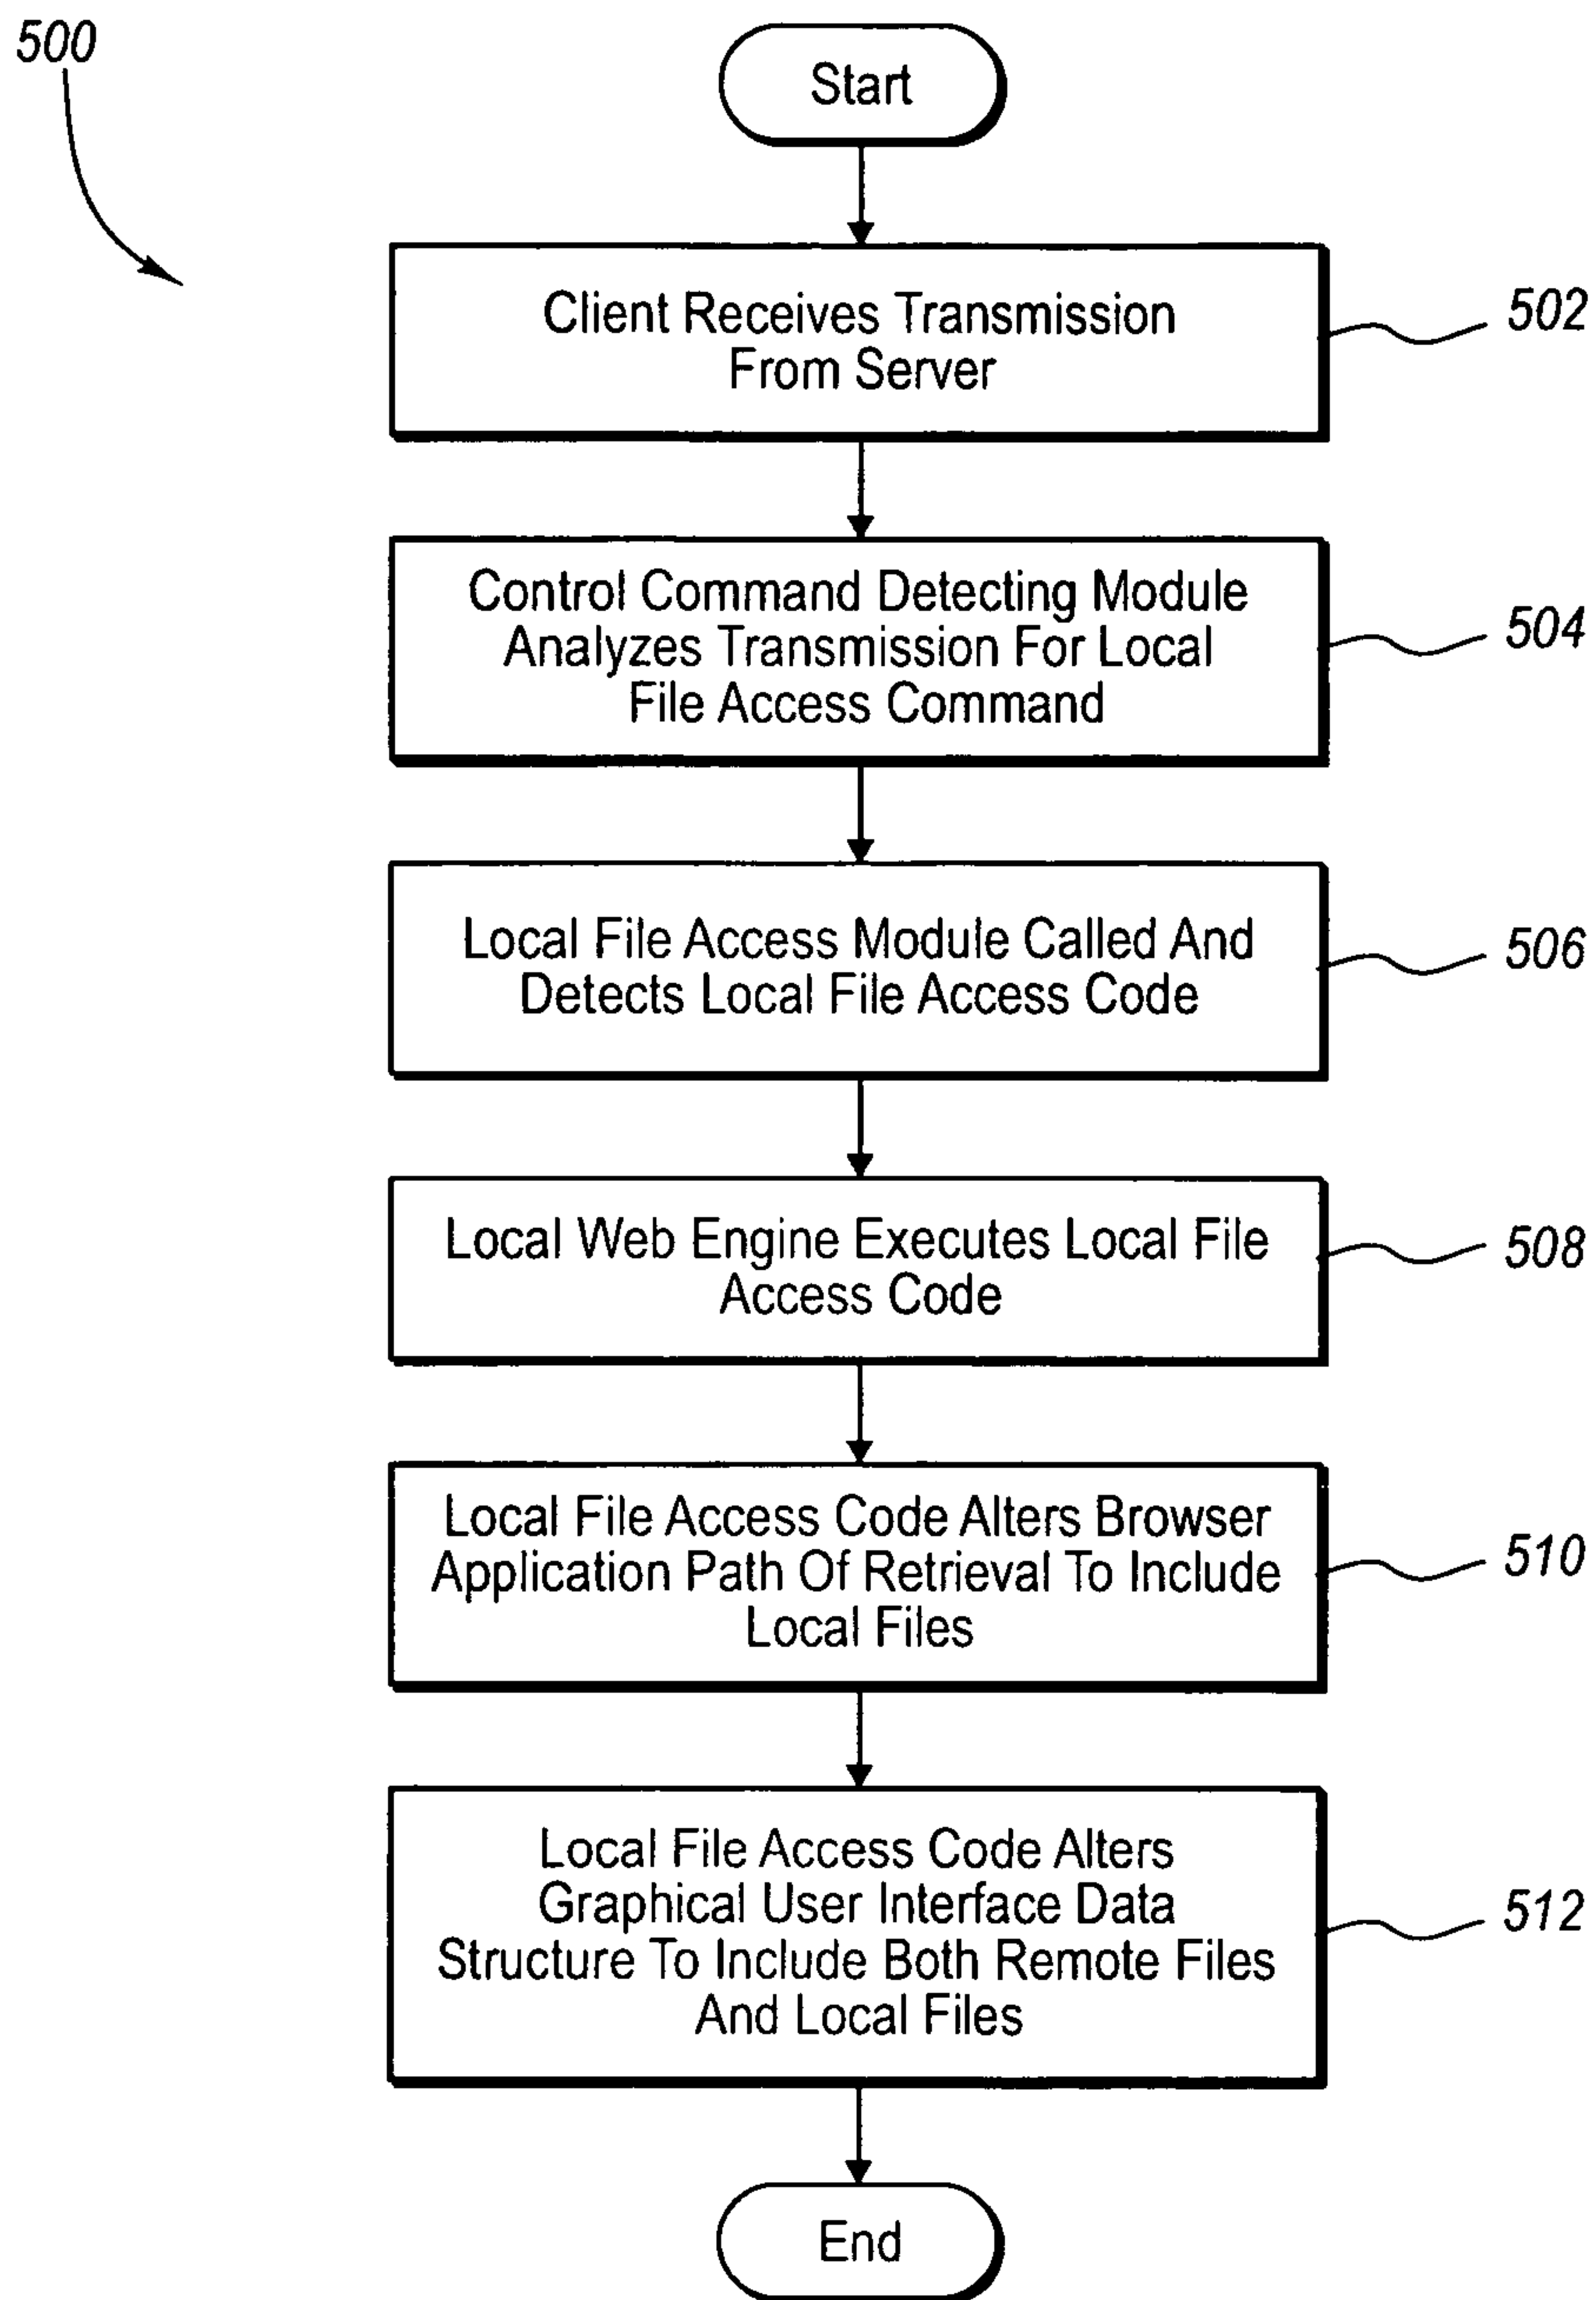 500
Start
Client Receives Transmission
From Server
502
Control Command Detecting Module
Analyzes Transmission For Local
File Access Command
504
Local File Access Module Called And
Detects Local File Access Code
506
Local Web Engine Executes Local File
Access Code
508
Local File Access Code Alters Browser
Application Path Of Retrieval To Include
Local Files
510
Local File Access Code Alters
Graphical User Interface Data
Structure To Include Both Remote Files
And Local Files
512
End